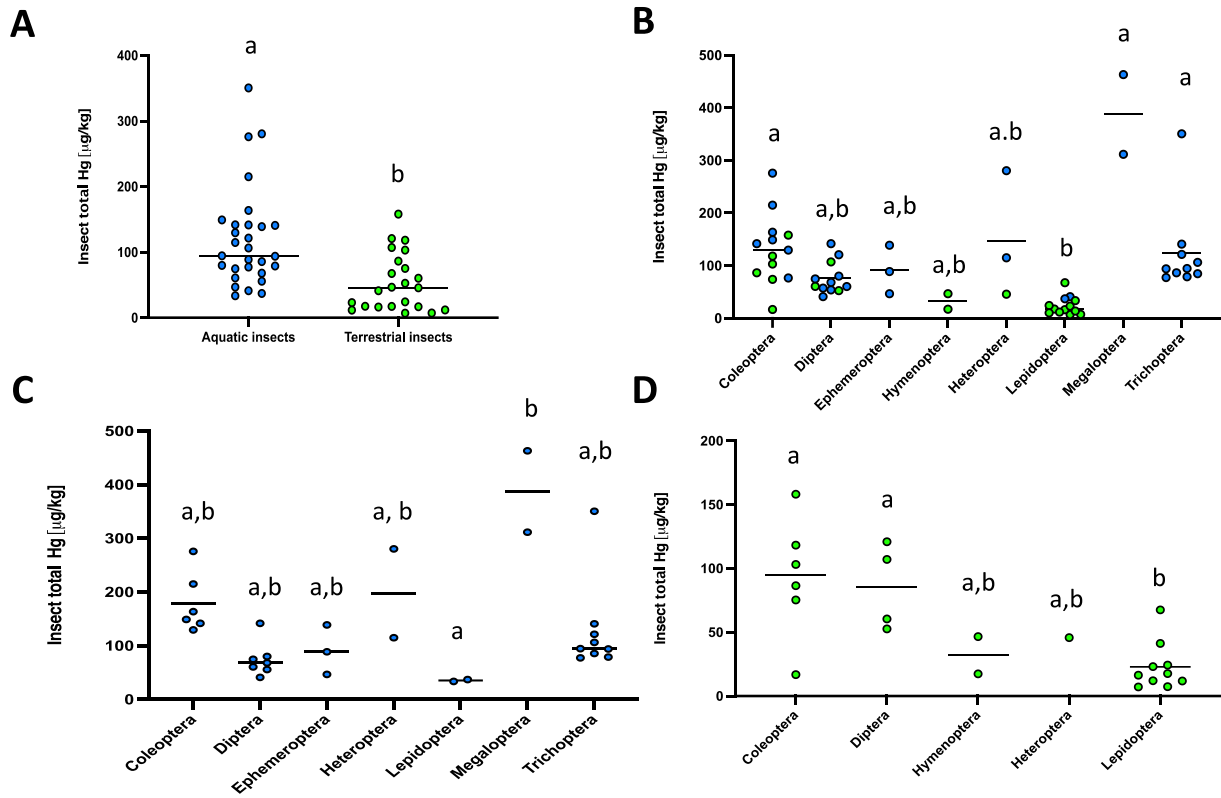 A
Insect total Hg [µg/kg]
400
300
200
100
0
a
b
Aquatic insects
Terrestrial insects
B
Insect total Hg [µg/kg]
500
400
300
200
100
0
a
a,b
a,b
a,b
a.b
b
a
a
Coleoptera
Diptera
Ephemeroptera
Hymenoptera
Heteroptera
Lepidoptera
Megaloptera
Trichoptera
C
Insect total Hg [µg/kg]
500
400
300
200
100
0
a,b
a,b
a,b
a, b
a
b
a,b
Coleoptera
Diptera
Ephemeroptera
Heteroptera
Lepidoptera
Megaloptera
Trichoptera
D
Insect total Hg [µg/kg]
200
150
100
50
0
a
a
a,b
a,b
b
Coleoptera
Diptera
Hymenoptera
Heteroptera
Lepidoptera